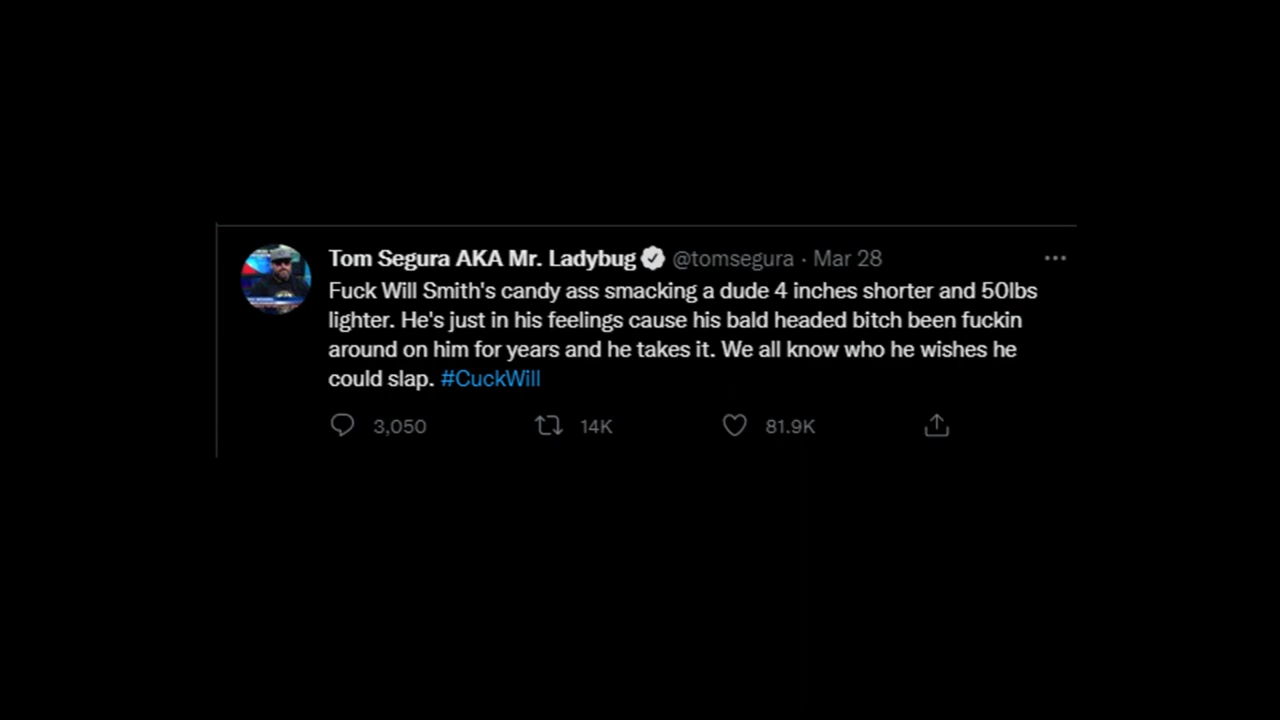 Tom Segura AKA Mr. Ladybug @tomsegura · Mar 28
Fuck Will Smith's candy ass smacking a dude 4 inches shorter and 50lbs
lighter. He's just in his feelings cause his bald headed bitch been fuckin
around on him for years and he takes it. We all know who he wishes he
could slap. #CuckWill
3,050 14K 81.9K